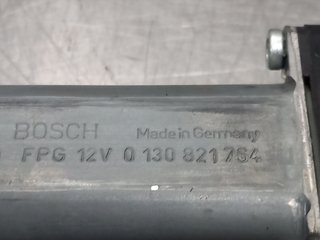 BOSCH Made in Germany
FPG 12V 0 130 821 764